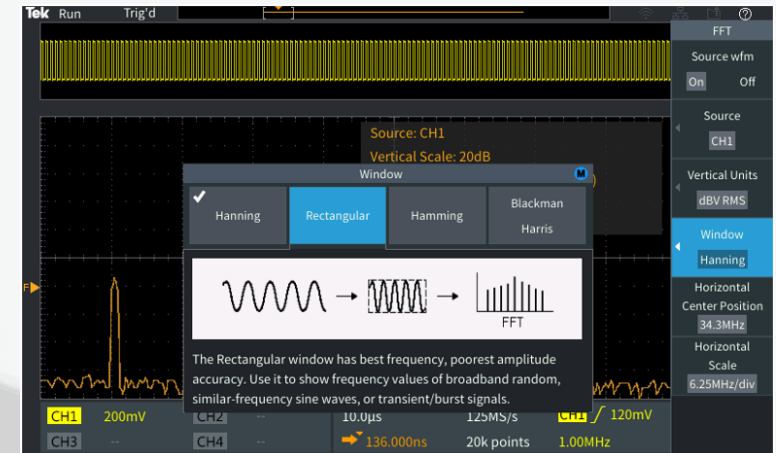 Tek Run Trig'd
FFT
Source wfm
On Off
Source
CH1
Vertical Units
dBV RMS
Window
Hanning
Horizontal
Center Position
34.3MHz
Horizontal
Scale
6.25MHz/div
Source: CH1
Vertical Scale: 20dB
Window M
Hanning
Rectangular
Hamming
Blackman
Harris
FFT
The Rectangular window has best frequency, poorest amplitude
accuracy. Use it to show frequency values of broadband random,
similar-frequency sine waves, or transient/burst signals.
)
F
CH1 200mV CH2 -- 10.0µs 125MS/s CH1 120mV
CH3 -- CH4 -- 136.000ns 20k points 1.00MHz